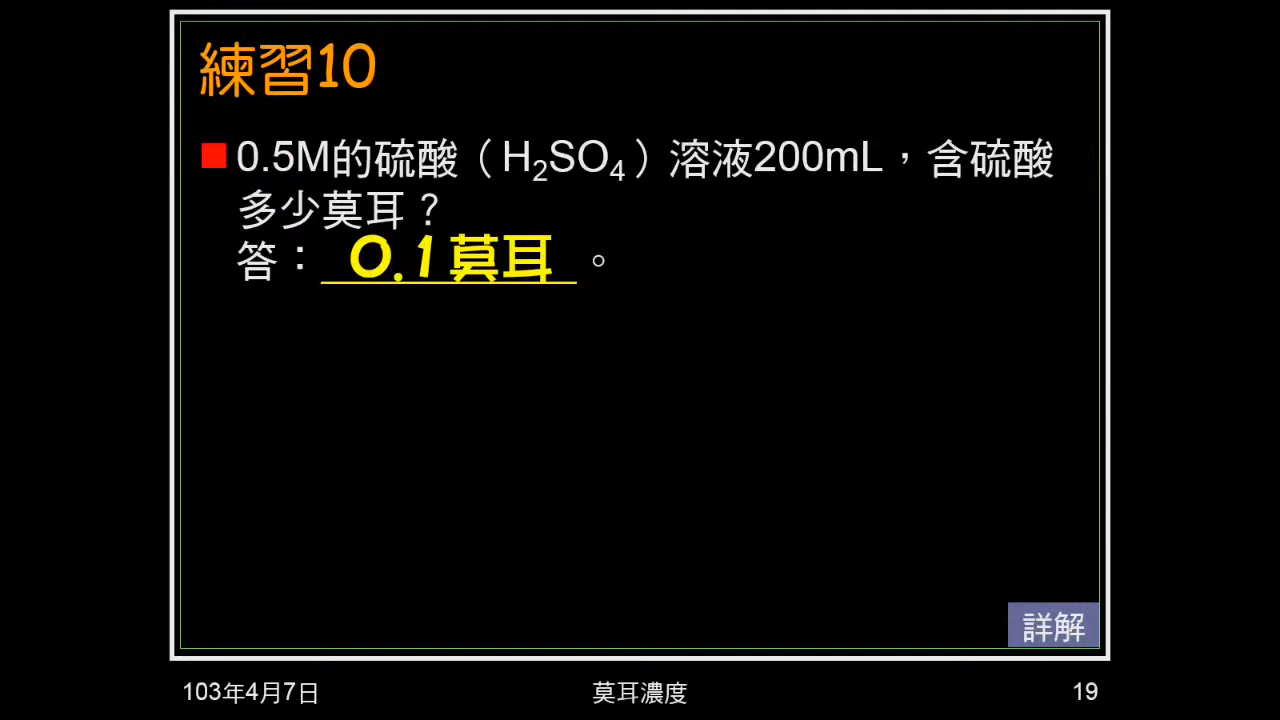 練習10
0.5M的硫酸（H₂SO₄）溶液200mL，含硫酸
多少莫耳？
答：0.1莫耳。
詳解
103年4月7日 莫耳濃度 19